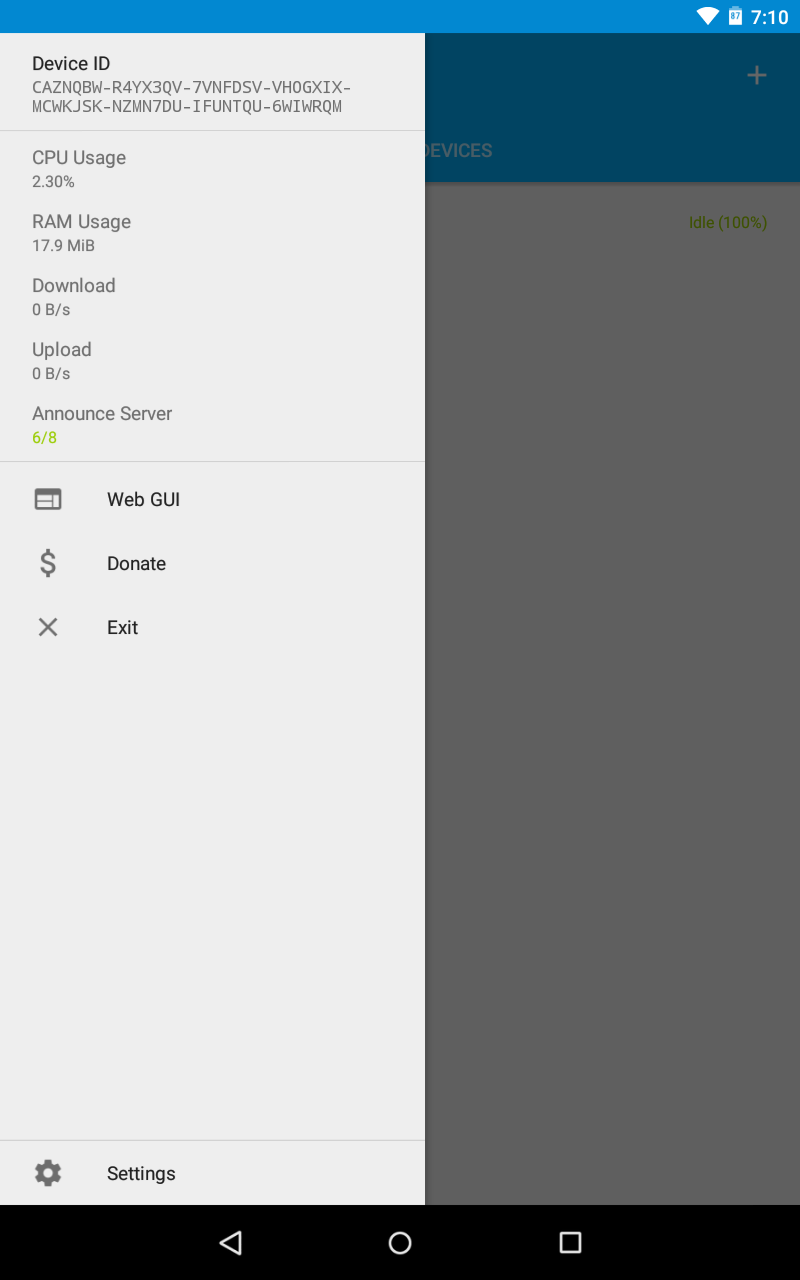 87 7:10
Device ID
CAZNQBW-R4YX3QV-7VNFDSV-VHOGXIX-
MCWKJSK-NZMN7DU-IFUNTQU-6WIWRQM
DEVICES
CPU Usage
2.30%
RAM Usage
17.9 MiB
Idle (100%)
Download
0 B/s
Upload
0 B/s
Announce Server
6/8
Web GUI
Donate
Exit
Settings